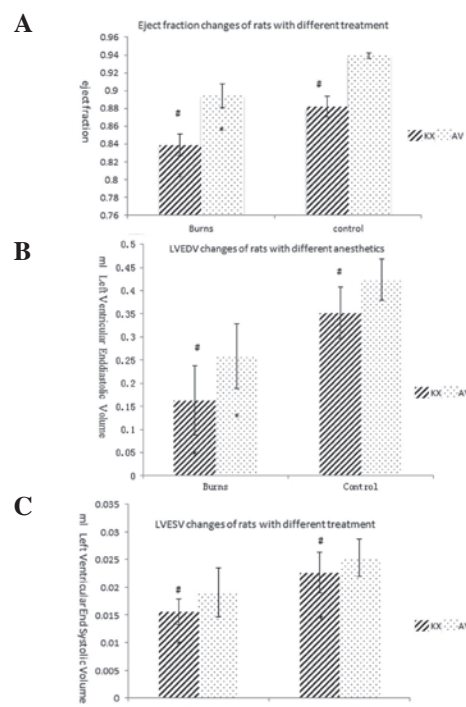 A
Eject fraction changes of rats with different treatment
eject fraction
0.96
0.94
0.92
0.9
0.88
0.86
0.84
0.82
0.8
0.78
0.76
#
*
#
Burns
control
KX AV
B
LVEDV changes of rats with different anesthetics
ml Left Ventricular Enddiastolic Volume
0.5
0.45
0.4
0.35
0.3
0.25
0.2
0.15
0.1
0.05
0
#
*
*
#
Burns
Control
KX AV
C
LVESV changes of rats with different treatment
ml Left Ventricular End Systolic Volume
0.035
0.03
0.025
0.02
0.015
0.01
0.005
0
#
*
#
*
KX AV